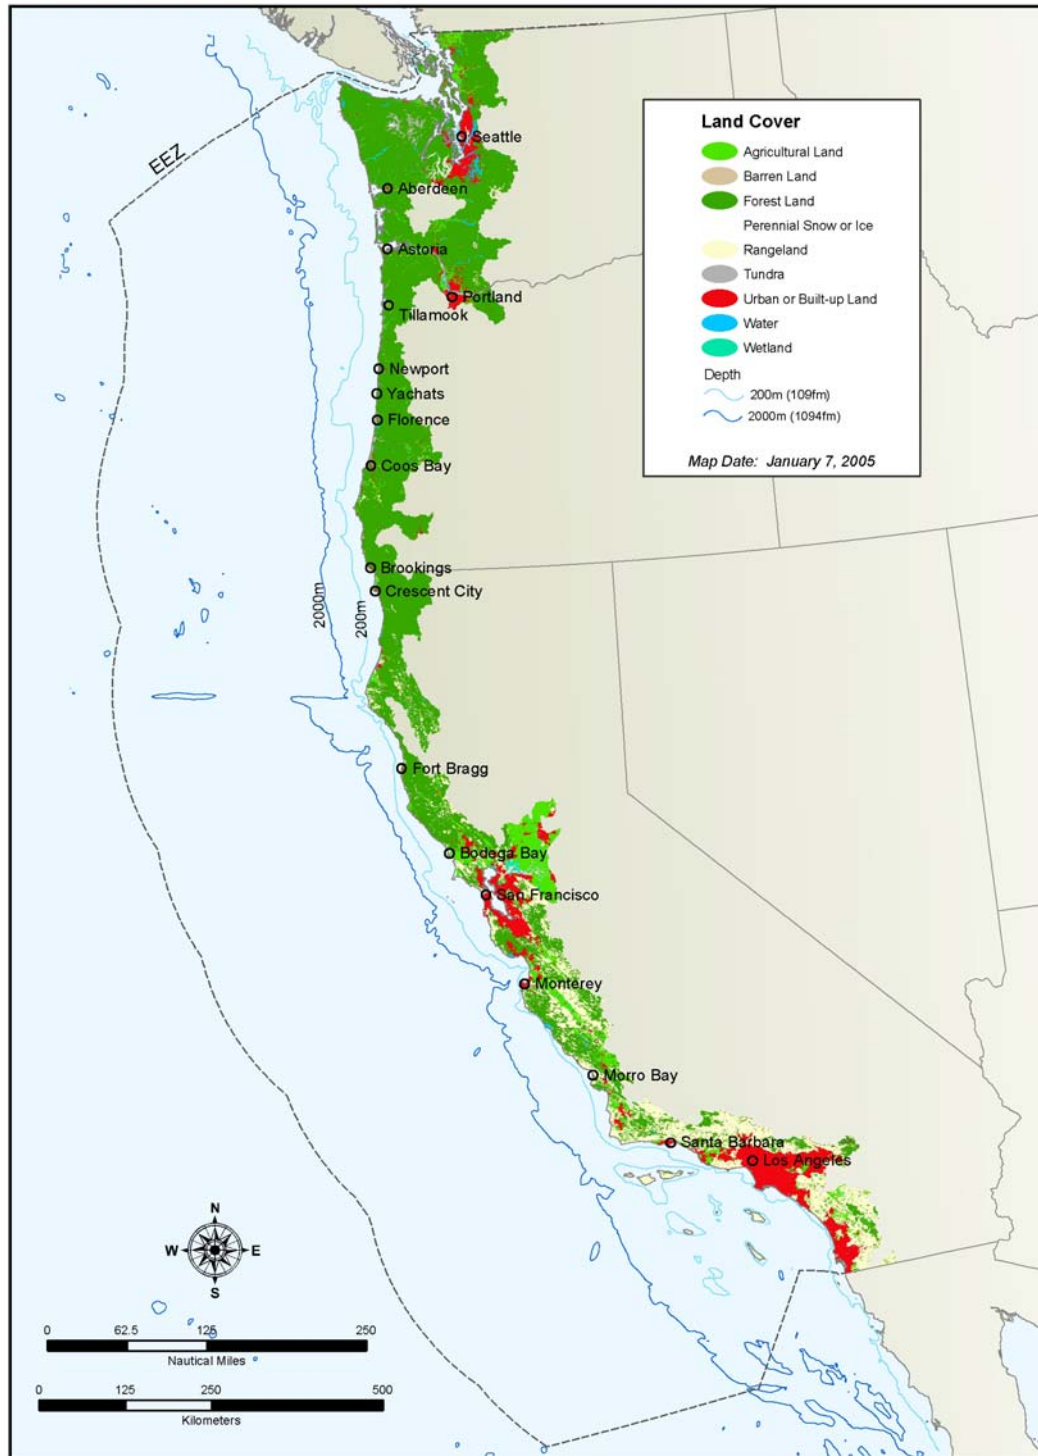 EEZ
Seattle
Aberdeen
Astoria
Portland
Tillamook
Newport
Yachats
Florence
Coos Bay
Brookings
Crescent City
2000m
200m
Fort Bragg
Bodega Bay
San Francisco
Monterey
Morro Bay
Santa Barbara
Los Angeles
Land Cover
Agricultural Land
Barren Land
Forest Land
Perennial Snow or Ice
Rangeland
Tundra
Urban or Built-up Land
Water
Wetland
Depth
200m (109fm)
2000m (1094fm)
Map Date: January 7, 2005
N
W E
S
0 62.5 125 250
Nautical Miles
0 125 250 500
Kilometers